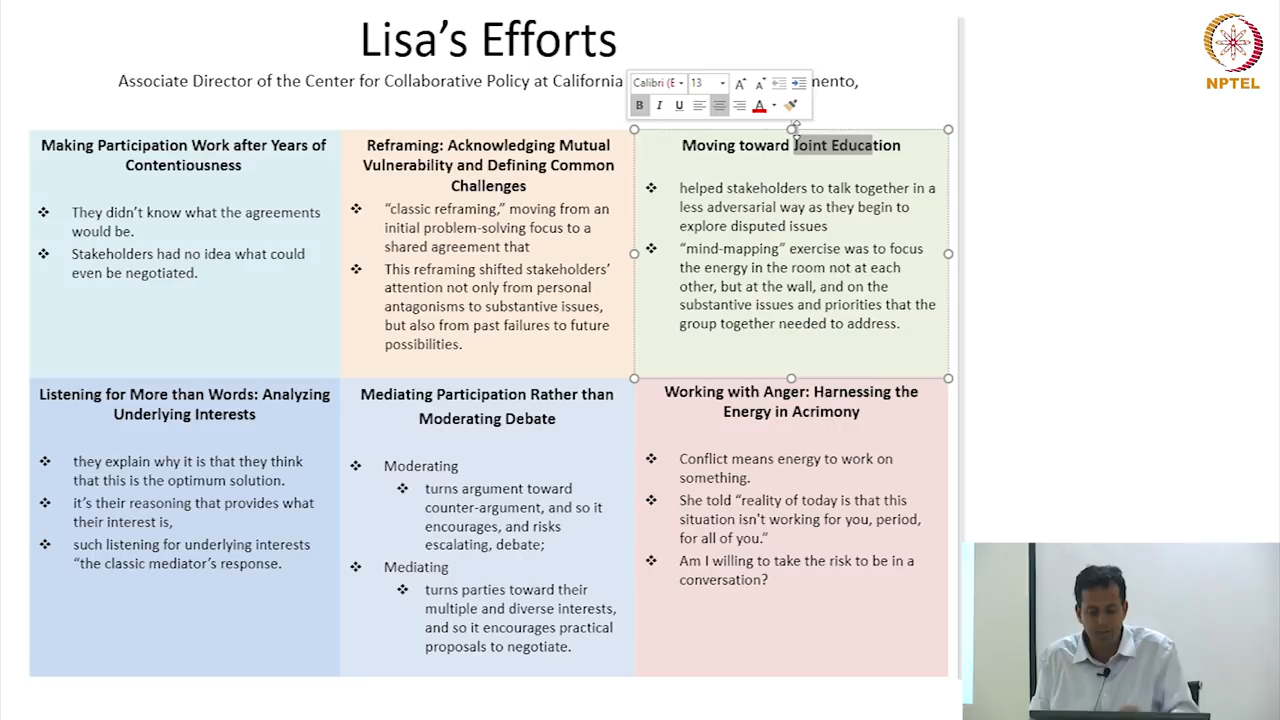 Lisa's Efforts
Associate Director of the Center for Collaborative Policy at California
mento,
Calibri (E
13
B I U A
NPTEL
Making Participation Work after Years of
Contentiousness
❖ They didn't know what the agreements
would be.
❖ Stakeholders had no idea what could
even be negotiated.
Reframing: Acknowledging Mutual
Vulnerability and Defining Common
Challenges
❖ "classic reframing," moving from an
initial problem-solving focus to a
shared agreement that
❖ This reframing shifted stakeholders'
attention not only from personal
antagonisms to substantive issues,
but also from past failures to future
possibilities.
Moving toward Joint Education
❖ helped stakeholders to talk together in a
less adversarial way as they begin to
explore disputed issues
❖ "mind-mapping" exercise was to focus
the energy in the room not at each
other, but at the wall, and on the
substantive issues and priorities that the
group together needed to address.
Listening for More than Words: Analyzing
Underlying Interests
❖ they explain why it is that they think
that this is the optimum solution.
❖ it's their reasoning that provides what
their interest is,
❖ such listening for underlying interests
"the classic mediator's response.
Mediating Participation Rather than
Moderating Debate
❖ Moderating
❖ turns argument toward
counter-argument, and so it
encourages, and risks
escalating, debate;
❖ Mediating
❖ turns parties toward their
multiple and diverse interests,
and so it encourages practical
proposals to negotiate.
Working with Anger: Harnessing the
Energy in Acrimony
❖ Conflict means energy to work on
something.
❖ She told "reality of today is that this
situation isn't working for you, period,
for all of you."
❖ Am I willing to take the risk to be in a
conversation?